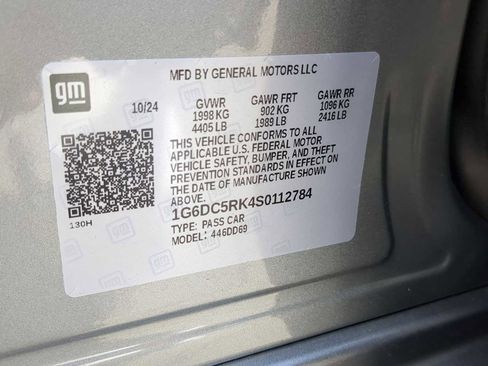 gm
MFD BY GENERAL MOTORS LLC
10/24 GVWR GAWR FRT GAWR RR
1998 KG 902 KG 1096 KG
4405 LB 1989 LB 2416 LB
THIS VEHICLE CONFORMS TO ALL
APPLICABLE U.S. FEDERAL MOTOR
VEHICLE SAFETY, BUMPER, AND THEFT
PREVENTION STANDARDS IN EFFECT ON
THE DATE OF MANUFACTURE SHOWN
ABOVE.
1G6DC5RK4S0112784
130H
TYPE: PASS CAR
MODEL: 446DD69